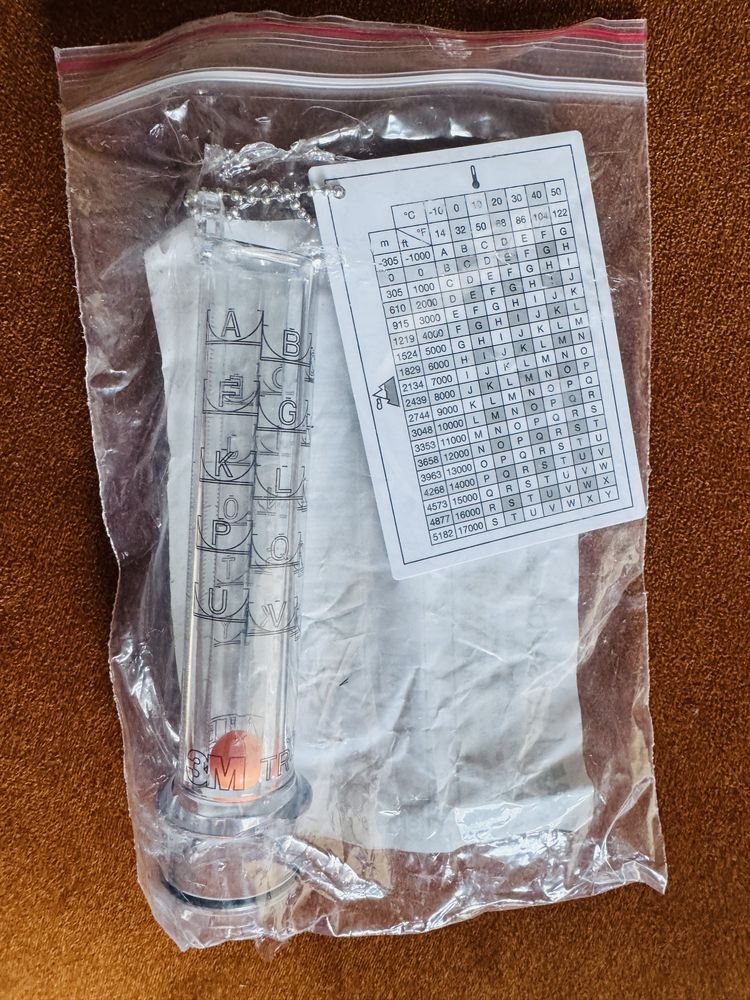 °C -10 0 10 20 30 40 50
m ft °F 14 32 50 68 86 104 122
-305 -1000 A B C D E F G
0 0 B C D E F G H
305 1000 C D E F G H I
610 2000 D E F G H I J
915 3000 E F G H I J K
1219 4000 F G H I J K L
1524 5000 G H I J K L M
1829 6000 H I J K L M N
2134 7000 I J K L M N O
2439 8000 J K L M N O P
2744 9000 K L M N O P Q
3048 10000 L M N O P Q R
3353 11000 M N O P Q R S
3658 12000 N O P Q R S T
3963 13000 O P Q R S T U
4268 14000 P Q R S T U V
4573 15000 Q R S T U V W
4877 16000 R S T U V W X
5182 17000 S T U V W X Y
A B
C
F G
K L
O
P Q
T
U V
3M TR